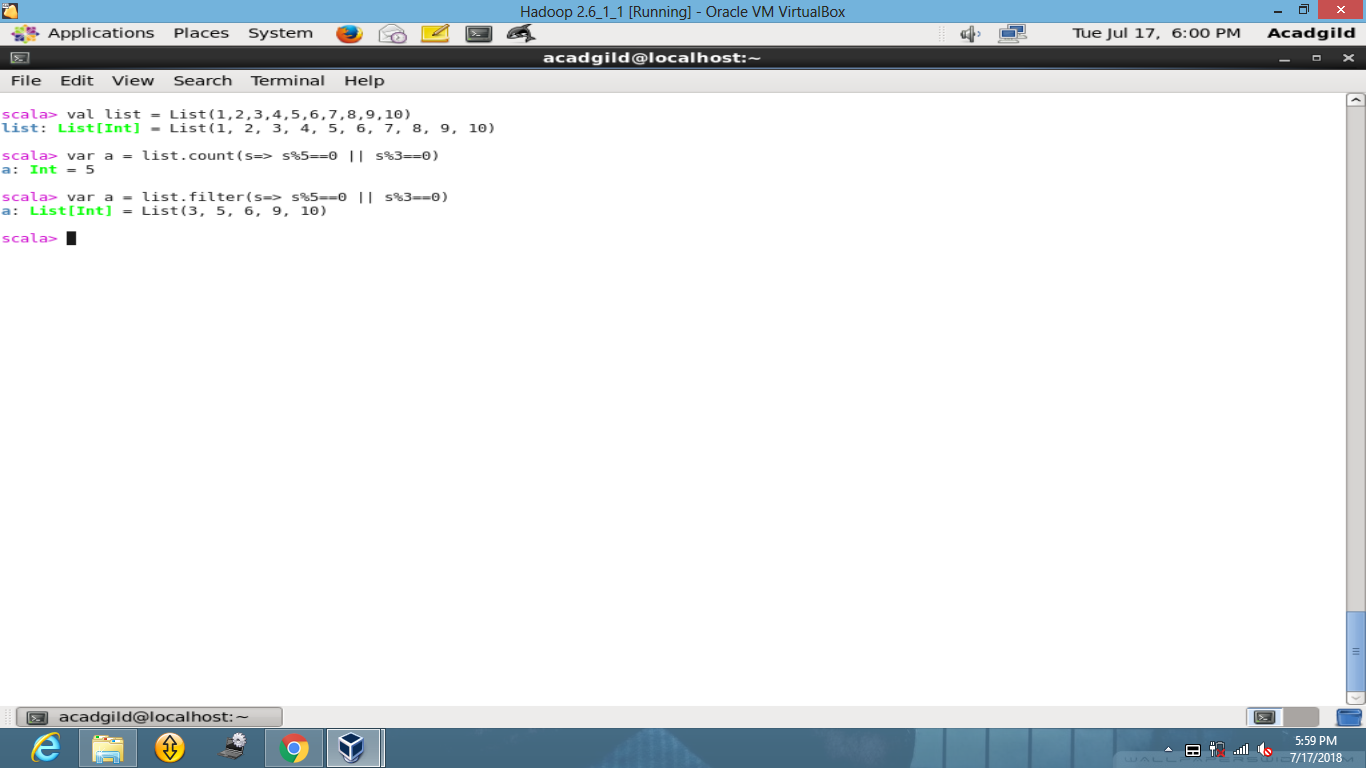 Hadoop 2.6_1_1 [Running] - Oracle VM VirtualBox
Applications Places System Tue Jul 17, 6:00 PM Acadgild
acadgild@localhost:~
File Edit View Search Terminal Help
scala> val list = List(1,2,3,4,5,6,7,8,9,10)
list: List[Int] = List(1, 2, 3, 4, 5, 6, 7, 8, 9, 10)
scala> var a = list.count(s=> s%5==0 || s%3==0)
a: Int = 5
scala> var a = list.filter(s=> s%5==0 || s%3==0)
a: List[Int] = List(3, 5, 6, 9, 10)
scala>
acadgild@localhost:~
5:59 PM
7/17/2018